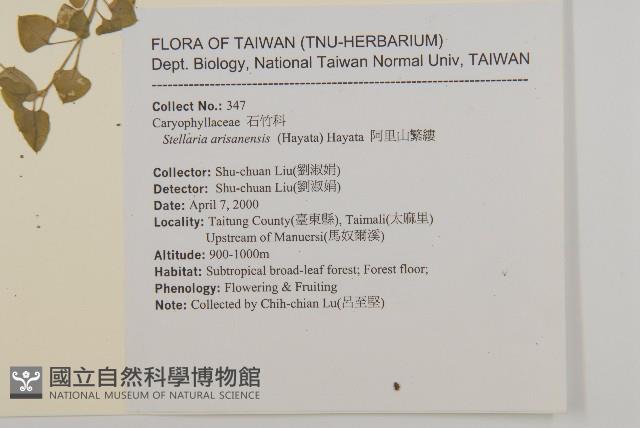 FLORA OF TAIWAN (TNU-HERBARIUM)
Dept. Biology, National Taiwan Normal Univ, TAIWAN
Collect No.: 347
Caryophyllaceae 石竹科
Stellaria arisanensis (Hayata) Hayata 阿里山繁縷
Collector: Shu-chuan Liu(劉淑娟)
Detector: Shu-chuan Liu(劉淑娟)
Date: April 7, 2000
Locality: Taitung County(臺東縣), Taimali(太麻里)
Upstream of Manuersi(馬奴爾溪)
Altitude: 900-1000m
Habitat: Subtropical broad-leaf forest; Forest floor;
Phenology: Flowering & Fruiting
Note: Collected by Chih-chian Lu(呂至堅)
國立自然科學博物館
NATIONAL MUSEUM OF NATURAL SCIENCE